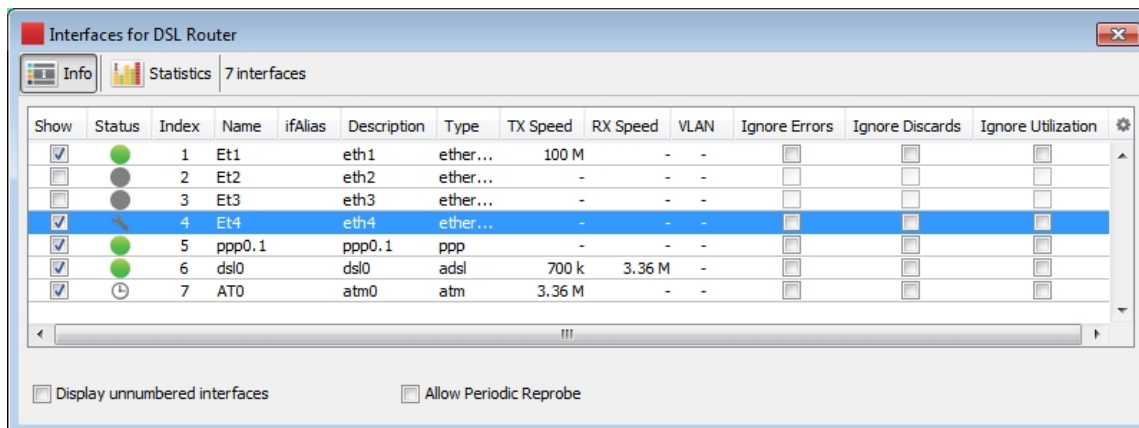 Interfaces for DSL Router
Info Statistics 7 interfaces
Show Status Index Name ifAlias Description Type TX Speed RX Speed VLAN Ignore Errors Ignore Discards Ignore Utilization
1 Et1 eth1 ether... 100 M - -
2 Et2 eth2 ether... - - -
3 Et3 eth3 ether... - - -
4 Et4 eth4 ether... - - -
5 ppp0.1 ppp0.1 ppp - - -
6 dsl0 dsl0 adsl 700 k 3.36 M -
7 AT0 atm0 atm 3.36 M - -
Display unnumbered interfaces Allow Periodic Reprobe